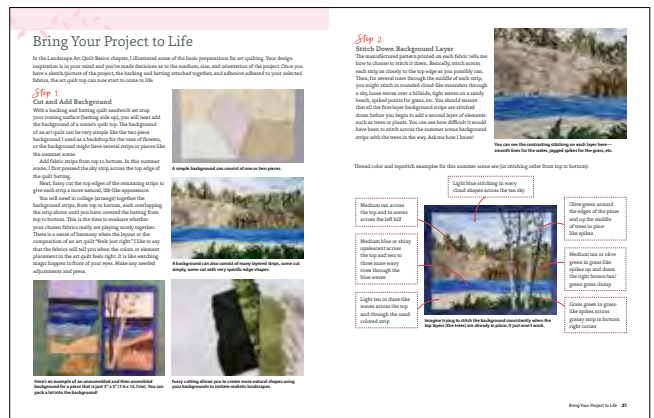 Bring Your Project to Life
In the Landscape Art Quilt Basics chapter, I illustrated some of the basic preparations for art quilting. Your design
inspiration is in your mind and you've made decisions as to the medium, size, and orientation of the project. Once you
have a sketch/picture of the project, the backing and batting attached together, and adhesive adhered to your selected
fabrics, the art quilt top can now start to come to life.
Step 1:
Cut and Add Background
With a backing and batting quilt sandwich set atop
your ironing surface (batting side up), you will next add
the background of a scene's quilt top. The background
of an art quilt can be very simple like the two-piece
background I used as a backdrop for the vase of flowers,
or the background might have several strips or pieces like
the summer scene.
Add fabric strips from top to bottom. In this summer
scene, I first pressed the sky strip across the top edge of
the quilt batting.
Next, fussy cut the top edges of the remaining strips to
give each strip a more natural, life-like appearance.
You will need to collage (arrange) together the
background strips, from top to bottom, each overlapping
the strip above until you have covered the batting from
top to bottom. This is the time to evaluate whether
your chosen fabrics really are playing nicely together.
There is a sense of harmony when the layout or the
composition of an art quilt "feels just right." I like to say
that the fabrics will tell you when the colors or element
placement in the art quilt feels right. It is like watching
magic happen in front of your eyes. Make any needed
adjustments and press.
A simple background can consist of one or two pieces.
A background can also consist of many layered strips, some cut
simply, some cut with very specific edge shapes.
Here's an example of an unassembled and then assembled
background for a piece that is just 3" x 5" (7.6 x 12.7cm). You can
pack a lot into the background!
Fussy cutting allows you to create more natural shapes using
your backgrounds to imitate realistic landscapes.
Step 2:
Stitch Down Background Layer
The manufactured pattern printed on each fabric tells me
how to choose to stitch it down. Basically, stitch across
each strip as closely to the top edge as you possibly can.
Then, for several rows through the middle of each strip,
you might stitch in rounded cloud-like meanders through
a sky, loose waves over a hillside, tight waves on a sandy
beach, spiked points for grass, etc. You should ensure
that all the first-layer background strips are stitched
down before you begin to add a second layer of elements
such as trees or plants. You can see how difficult it would
have been to stitch across the summer scene background
strips with the trees in the way. Ask me how I know!
You can see the contrasting stitching on each layer here—
smooth lines for the water, jagged spikes for the grass, etc.
Thread color and topstitch examples for this summer scene are (in stitching order from top to bottom):
Light blue stitching in wavy
cloud shapes across the tan sky
Medium tan across
the top and in waves
across the left hill
Medium blue or shiny
opalescent across
the top and two to
three more wavy
rows through the
blue waves
Light tan in dune-like
waves across the top
and through the sand-
colored strip
Olive green around
the edges of the pines
and up the middle
of trees in pine-
like spikes
Medium tan or olive
green in grass-like
spikes up and down
the right brown/tan/
green grass clump
Grass green in grass-
like spikes across
grassy strip in bottom
right corner
Imagine trying to stitch the background consistently when the
top layers (the trees) are already in place. It just won't work.
Bring Your Project to Life 21